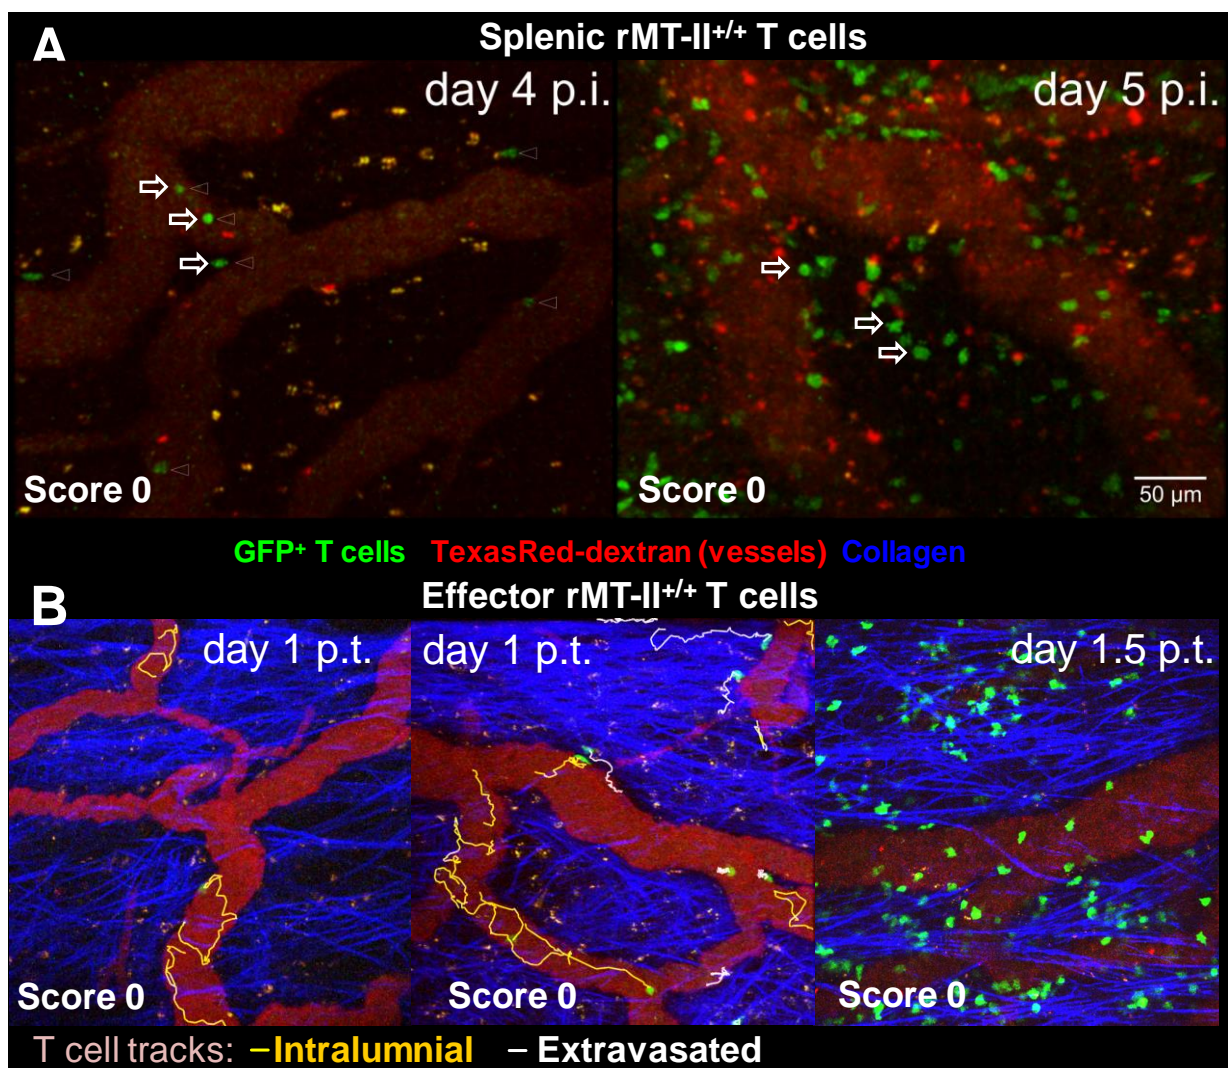 A
Splenic rMT-II+/+ T cells
day 4 p.i.
day 5 p.i.
Score 0
Score 0
50 µm
GFP+ T cells TexasRed-dextran (vessels) Collagen
B
Effector rMT-II+/+ T cells
day 1 p.t.
day 1 p.t.
day 1.5 p.t.
Score 0
Score 0
Score 0
T cell tracks: –Intralumnial – Extravasated